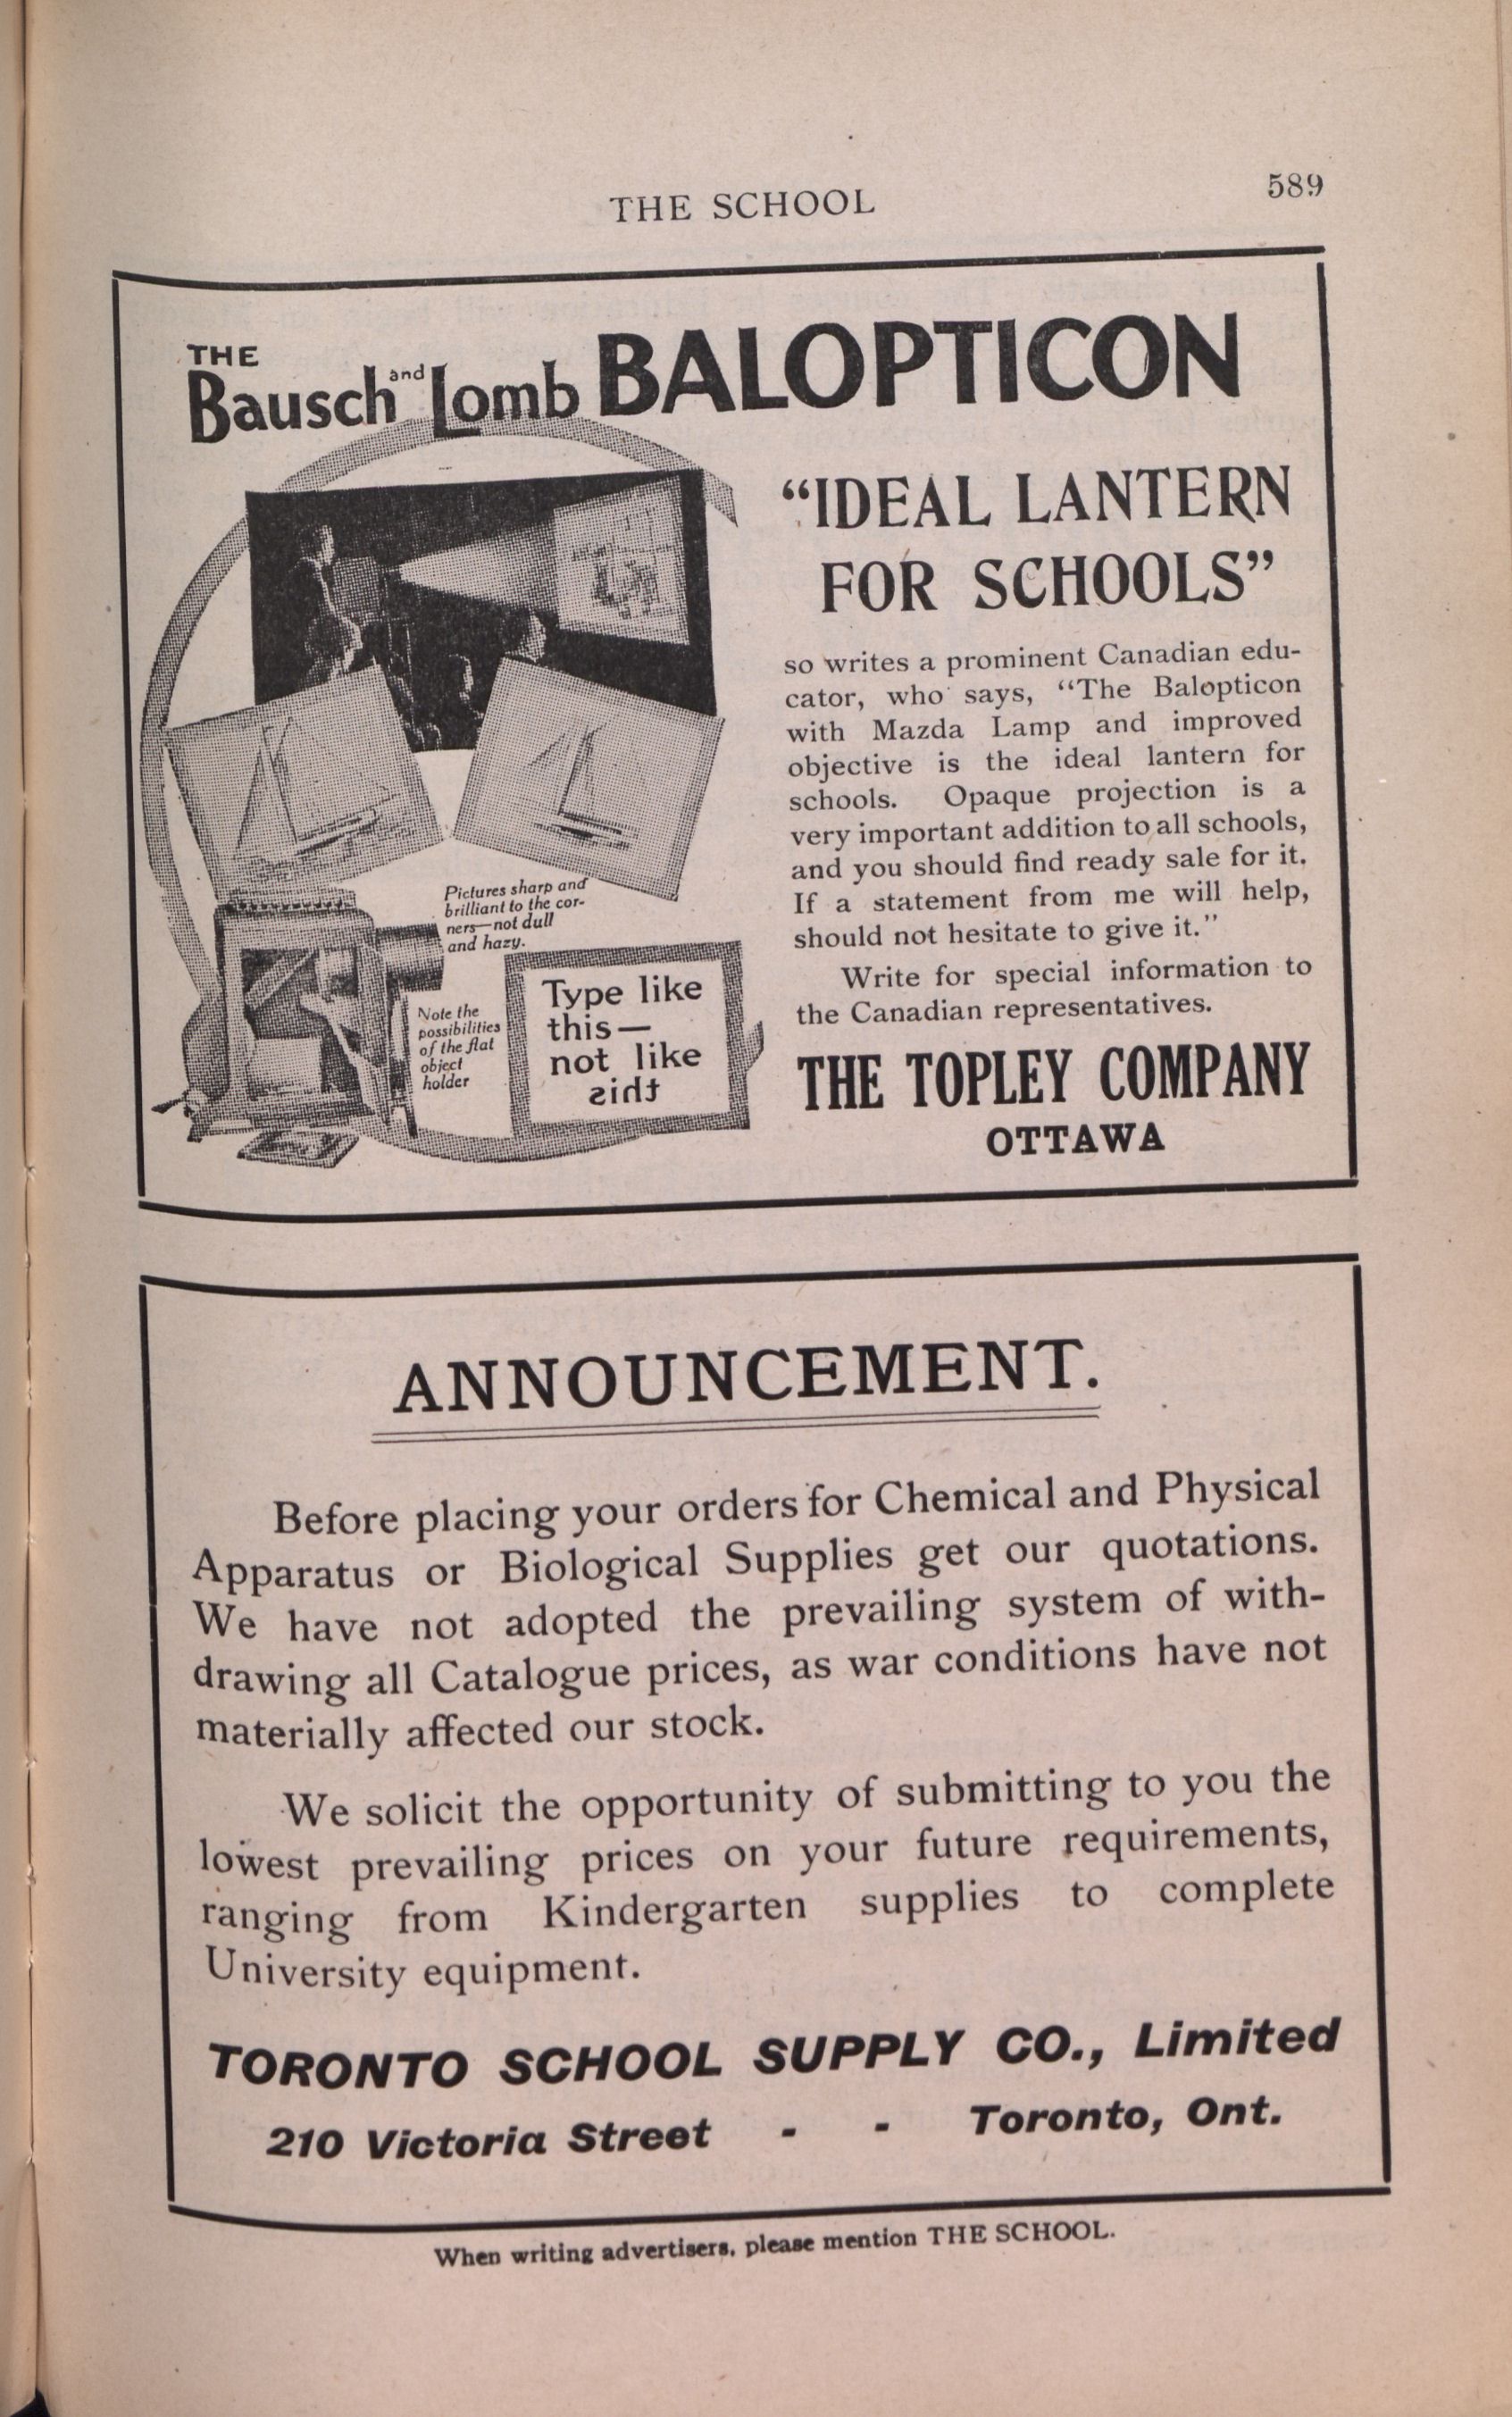 THE SCHOOL
589
THE
Bausch and Lomb BALOPTICON
"IDEAL LANTERN
FOR SCHOOLS"
so writes a prominent Canadian edu-
cator, who says, "The Balopticon
with Mazda Lamp and improved
objective is the ideal lantern for
schools. Opaque projection is a
very important addition to all schools,
and you should find ready sale for it.
If a statement from me will help,
should not hesitate to give it."
Write for special information to
the Canadian representatives.
THE TOPLEY COMPANY
OTTAWA
Pictures sharp and
brilliant to the cor-
ners—not dull
and hazy.
Note the
possibilities
of the flat
object
holder
Type like
this—
not like
this
ANNOUNCEMENT.
Before placing your orders for Chemical and Physical
Apparatus or Biological Supplies get our quotations.
We have not adopted the prevailing system of with-
drawing all Catalogue prices, as war conditions have not
materially affected our stock.
We solicit the opportunity of submitting to you the
lowest prevailing prices on your future requirements,
ranging from Kindergarten supplies to complete
University equipment.
TORONTO SCHOOL SUPPLY CO., Limited
210 Victoria Street - - Toronto, Ont.
When writing advertisers, please mention THE SCHOOL.